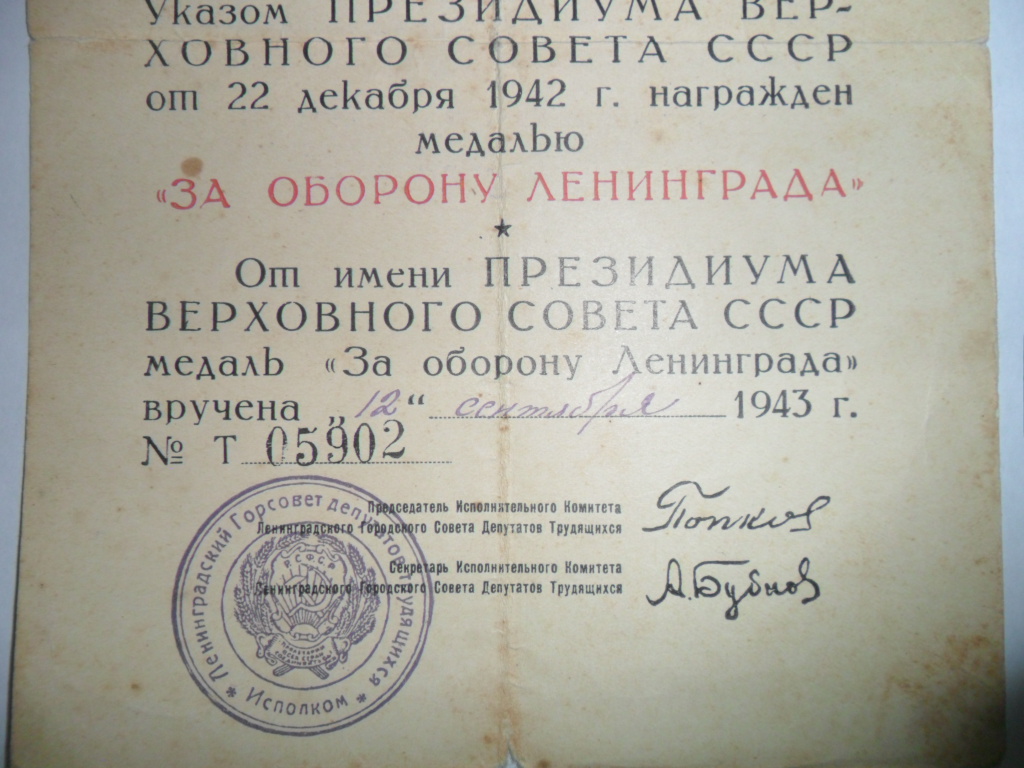 Указом ПРЕЗИДИУМА ВЕР-
ХОВНОГО СОВЕТА СССР
от 22 декабря 1942 г. награжден
медалью
«ЗА ОБОРОНУ ЛЕНИНГРАДА»
От имени ПРЕЗИДИУМА
ВЕРХОВНОГО СОВЕТА СССР
медаль «За оборону Ленинграда»
вручена „12“ сентября 1943 г.
№ Т 05902
Председатель Исполнительного Комитета
Ленинградского Городского Совета Депутатов Трудящихся
Попков
Секретарь Исполнительного Комитета
Ленинградского Городского Совета Депутатов Трудящихся
А.Бубнов
Ленинградский Горсовет депутатов трудящихся
* Исполком *
РСФСР